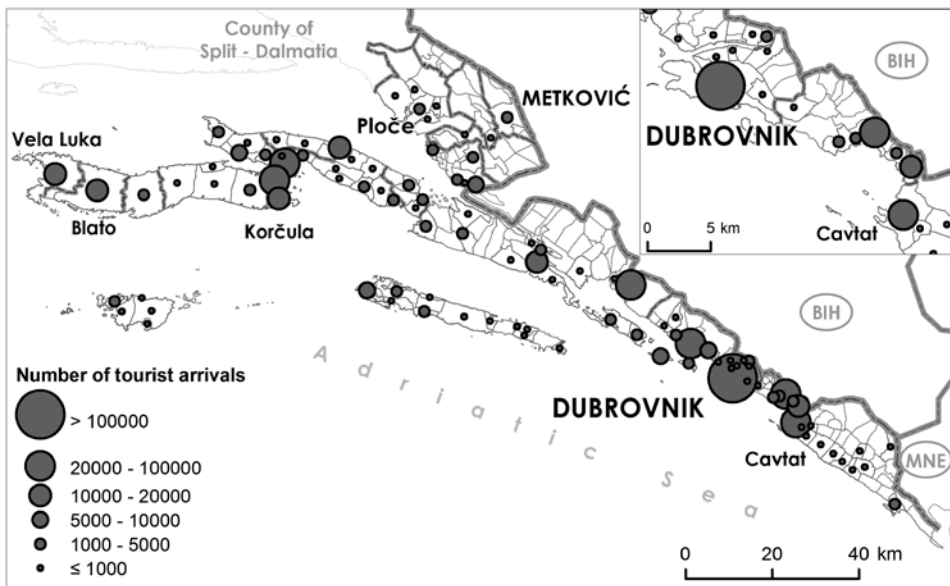 County of
Split - Dalmatia
BIH
METKOVIĆ
Ploče
DUBROVNIK
Vela Luka
Cavtat
0 5 km
Blato
Korčula
BIH
Number of tourist arrivals
> 100000
20000 - 100000
10000 - 20000
5000 - 10000
1000 - 5000
≤ 1000
Adriatic Sea
DUBROVNIK
Cavtat
MNE
0 20 40 km